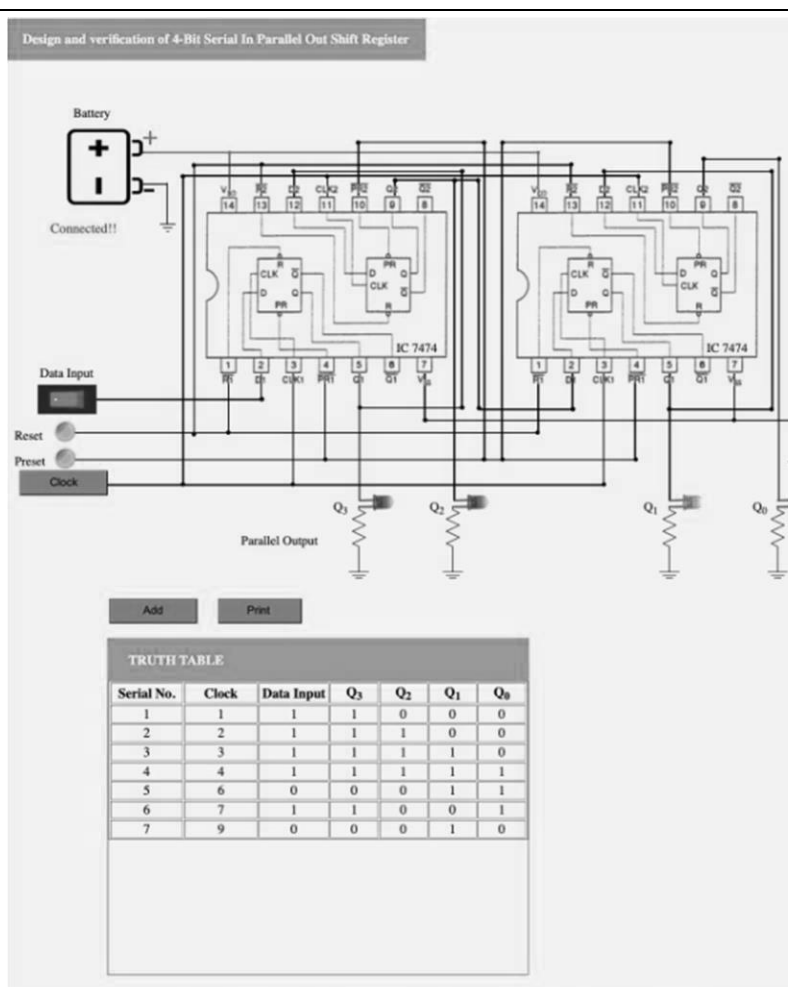 Design and verification of 4-Bit Serial In Parallel Out Shift Register
Battery
+
+
Connected!!
14 13 12 11 10 9 8
14 13 12 11 10 9 8
R
CLK Q
D Q
PR
PR
D Q
CLK Q
R
IC 7474
R
CLK Q
D Q
PR
PR
D Q
CLK Q
R
IC 7474
1 2 3 4 5 6 7
1 2 3 4 5 6 7
Data Input
Reset
Preset
Clock
Q3 Q2 Q1 Q0
Parallel Output
Add Print
TRUTH TABLE
Serial No. Clock Data Input Q3 Q2 Q1 Q0
1 1 1 1 0 0 0
2 2 1 1 1 0 0
3 3 1 1 1 1 0
4 4 1 1 1 1 1
5 6 0 0 0 1 1
6 7 1 1 0 0 1
7 9 0 0 0 1 0